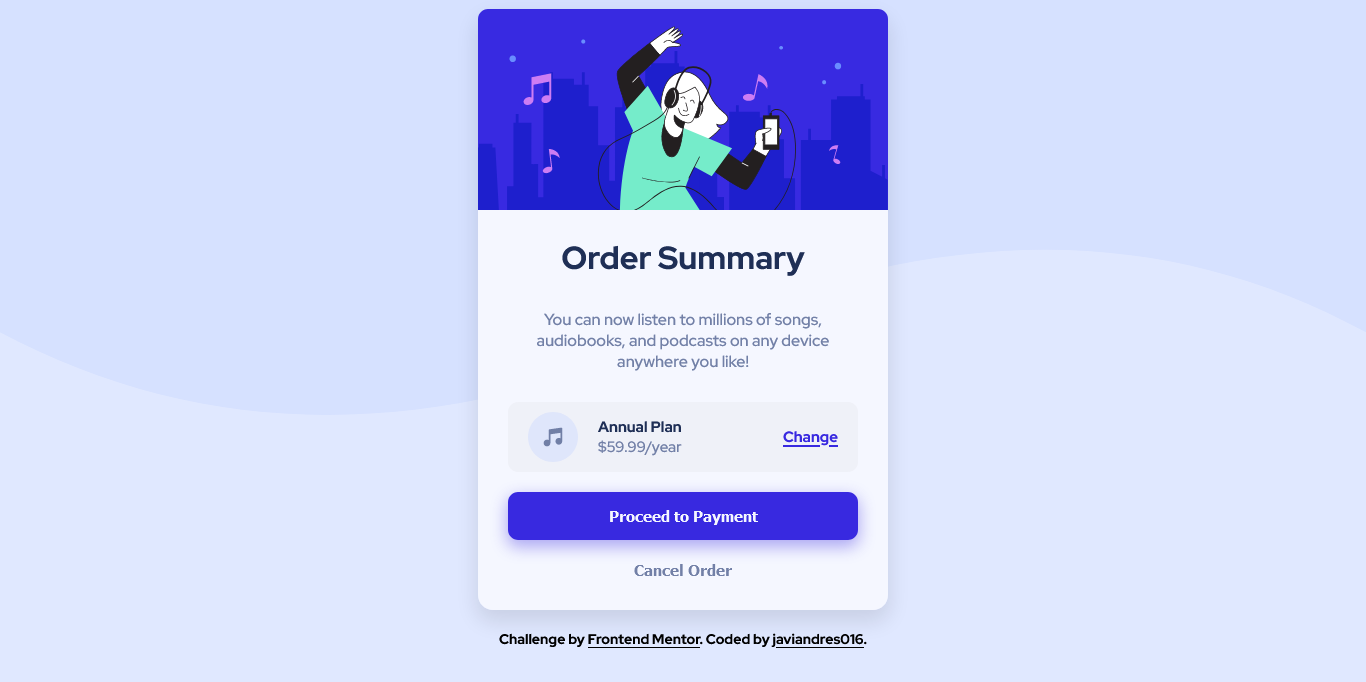 Order Summary
You can now listen to millions of songs,
audiobooks, and podcasts on any device
anywhere you like!
Annual Plan
$59.99/year
Change
Proceed to Payment
Cancel Order
Challenge by Frontend Mentor. Coded by javiandres016.